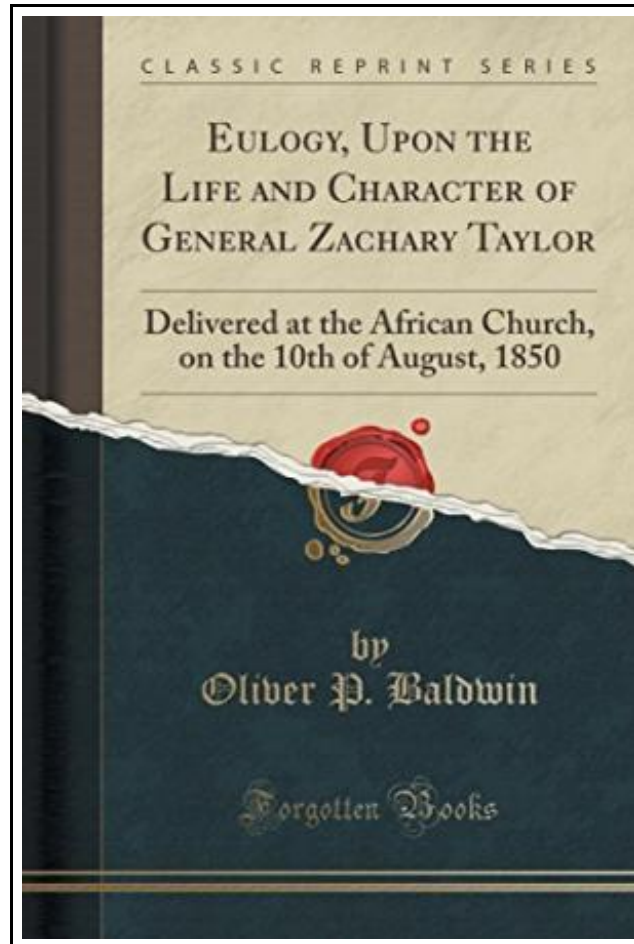 CLASSIC REPRINT SERIES
EULOGY, UPON THE
LIFE AND CHARACTER OF
GENERAL ZACHARY TAYLOR
Delivered at the African Church,
on the 10th of August, 1850
by
Oliver P. Baldwin
Forgotten Books